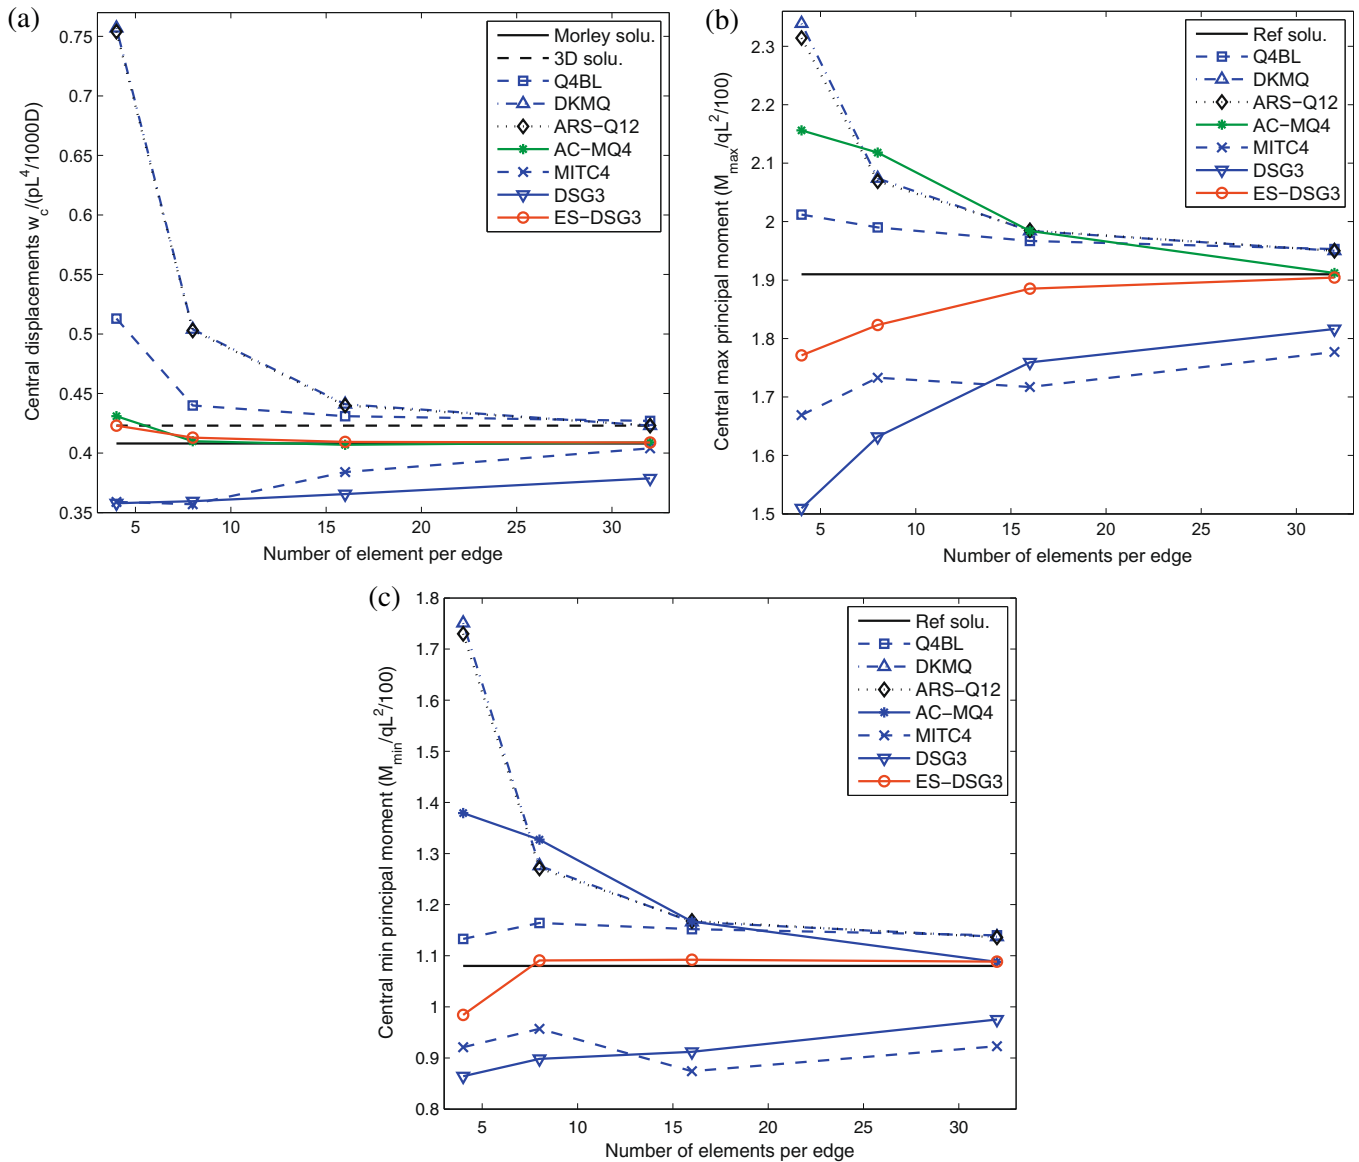 (a)
0.75
0.7
0.65
0.6
0.55
0.5
0.45
0.4
0.35
5
10
15
20
25
30
Central displacements w_c/(pL^4/1000D)
Number of element per edge
Morley solu.
3D solu.
Q4BL
DKMQ
ARS-Q12
AC-MQ4
MITC4
DSG3
ES-DSG3
(b)
2.3
2.2
2.1
2
1.9
1.8
1.7
1.6
1.5
5
10
15
20
25
30
Central max principal moment (M_max/qL^2/100)
Number of elements per edge
Ref solu.
Q4BL
DKMQ
ARS-Q12
AC-MQ4
MITC4
DSG3
ES-DSG3
(c)
1.8
1.7
1.6
1.5
1.4
1.3
1.2
1.1
1
0.9
0.8
5
10
15
20
25
30
Central min principal moment (M_min/qL^2/100)
Number of elements per edge
Ref solu.
Q4BL
DKMQ
ARS-Q12
AC-MQ4
MITC4
DSG3
ES-DSG3